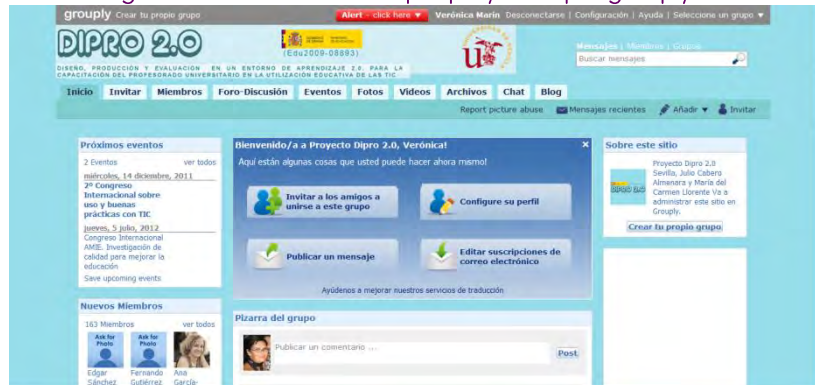 grouply Crear tu propio grupo
Alert - click here ▼ Verónica Marin Desconectarse | Configuración | Ayuda | Seleccione un grupo ▼
DIPRO 2.0
(Edu2009-08893)
Mensajes | Miembros | Grupos
Buscar mensajes
DISEÑO, PRODUCCIÓN Y EVALUACIÓN EN UN ENTORNO DE APRENDIZAJE 2.0, PARA LA
CAPACITACIÓN DEL PROFESORADO UNIVERSITARIO EN LA UTILIZACIÓN EDUCATIVA DE LAS TIC
Inicio Invitar Miembros Foro-Discusión Eventos Fotos Videos Archivos Chat Blog
Report picture abuse Mensajes recientes Añadir ▼ Invitar
Próximos eventos
2 Eventos ver todos
miércoles, 14 diciembre, 2011
2º Congreso
Internacional sobre
uso y buenas
prácticas con TIC
jueves, 5 julio, 2012
Congreso Internacional
AMIE. Investigación de
calidad para mejorar la
educación
Save upcoming events
Nuevos Miembros
163 Miembros ver todos
Ask for
Photo
Ask for
Photo
Edgar
Sánchez
Fernando
Gutiérrez
Ana
García-
Bienvenido/a a Proyecto Dipro 2.0, Verónica!
Aquí están algunas cosas que usted puede hacer ahora mismo!
Invitar a los amigos a
unirse a este grupo
Configure su perfil
Publicar un mensaje
Editar suscripciones de
correo electrónico
Ayúdenos a mejorar nuestros servicios de traducción
Pizarra del grupo
Publicar un comentario ...
Post
Sobre este sitio
Proyecto Dipro 2.0
Sevilla, Julio Cabero
Almenara y María del
Carmen Llorente Va a
administrar este sitio en
Grouply.
Crear tu propio grupo